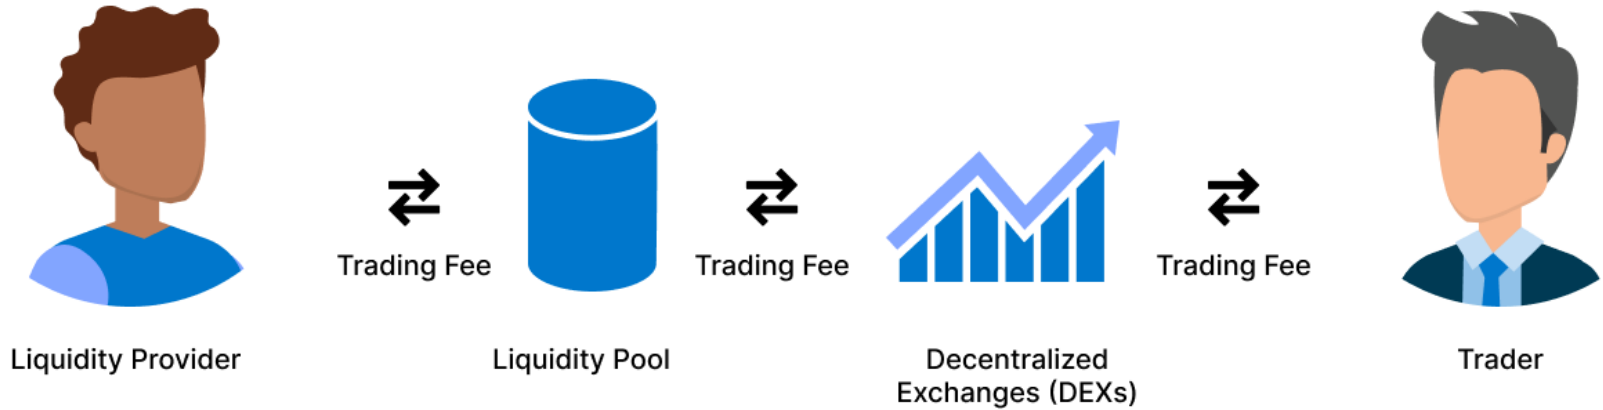 Trading Fee
Trading Fee
Trading Fee
Liquidity Provider
Liquidity Pool
Decentralized
Exchanges (DEXs)
Trader